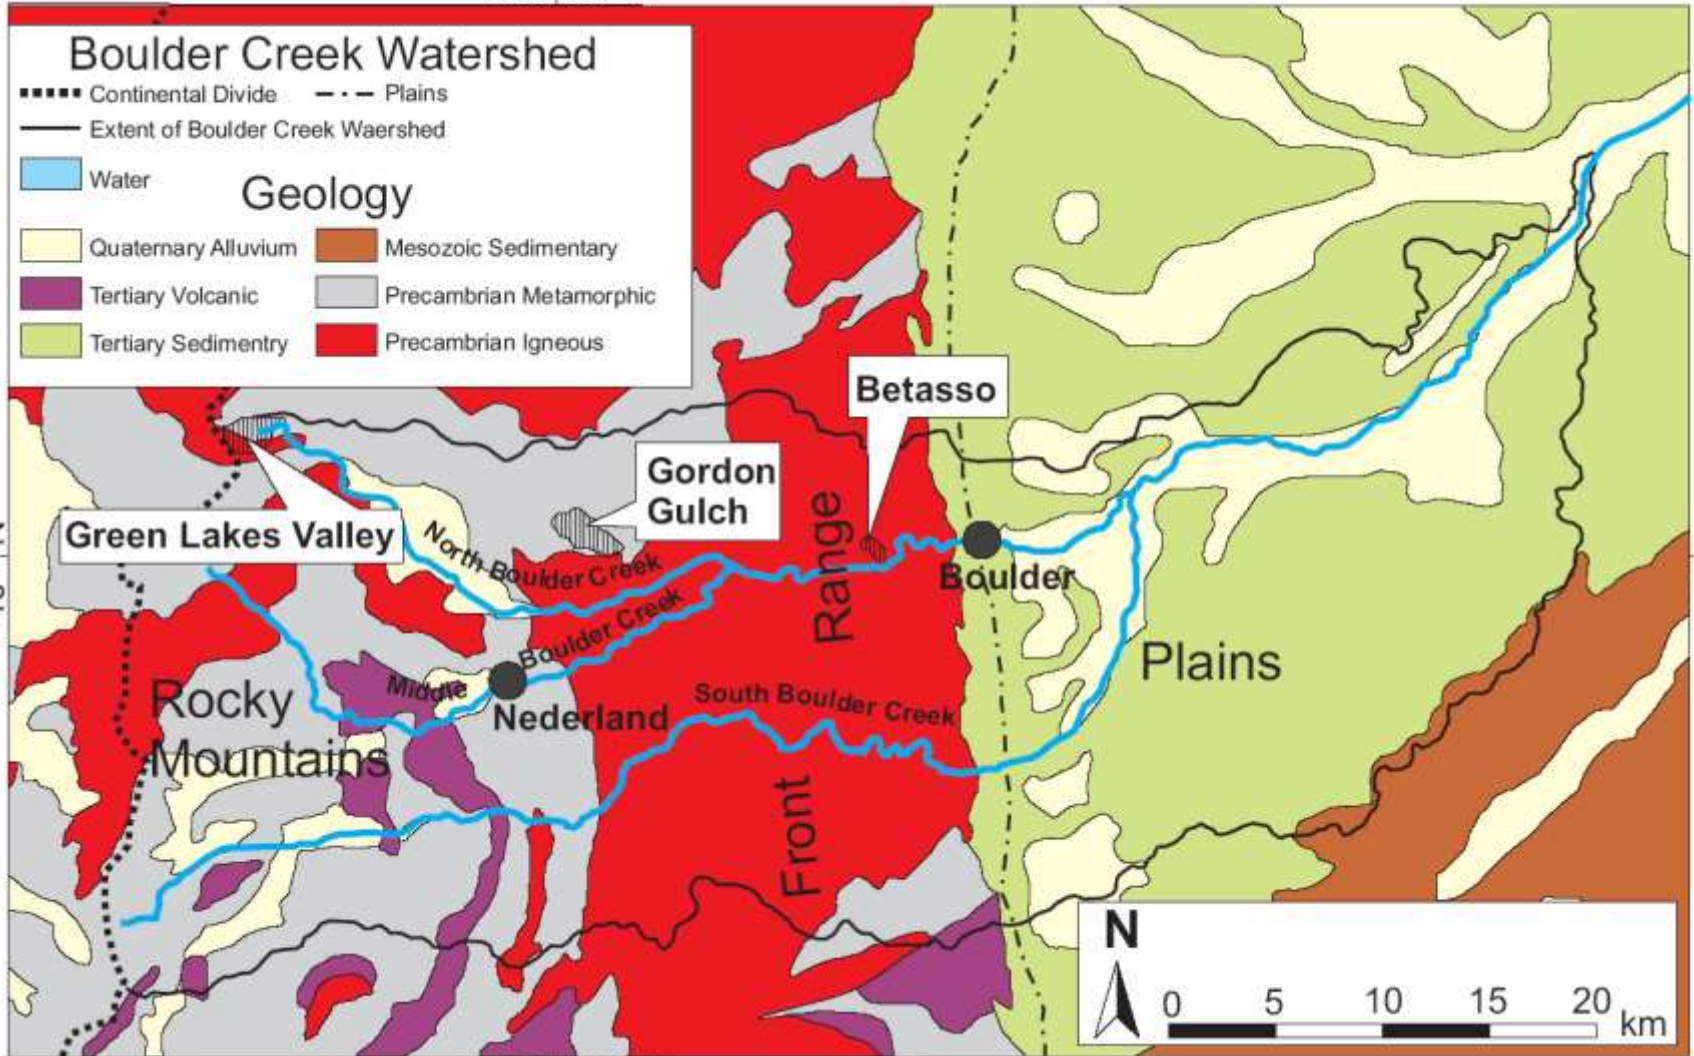 Boulder Creek Watershed
Continental Divide
Plains
Extent of Boulder Creek Waershed
Water
Geology
Quaternary Alluvium
Mesozoic Sedimentary
Tertiary Volcanic
Precambrian Metamorphic
Tertiary Sedimentry
Precambrian Igneous
Betasso
Gordon
Gulch
Green Lakes Valley
North Boulder Creek
Range
Boulder
Middle Boulder Creek
Plains
Rocky
Mountains
Nederland
South Boulder Creek
Front
N
0 5 10 15 20 km